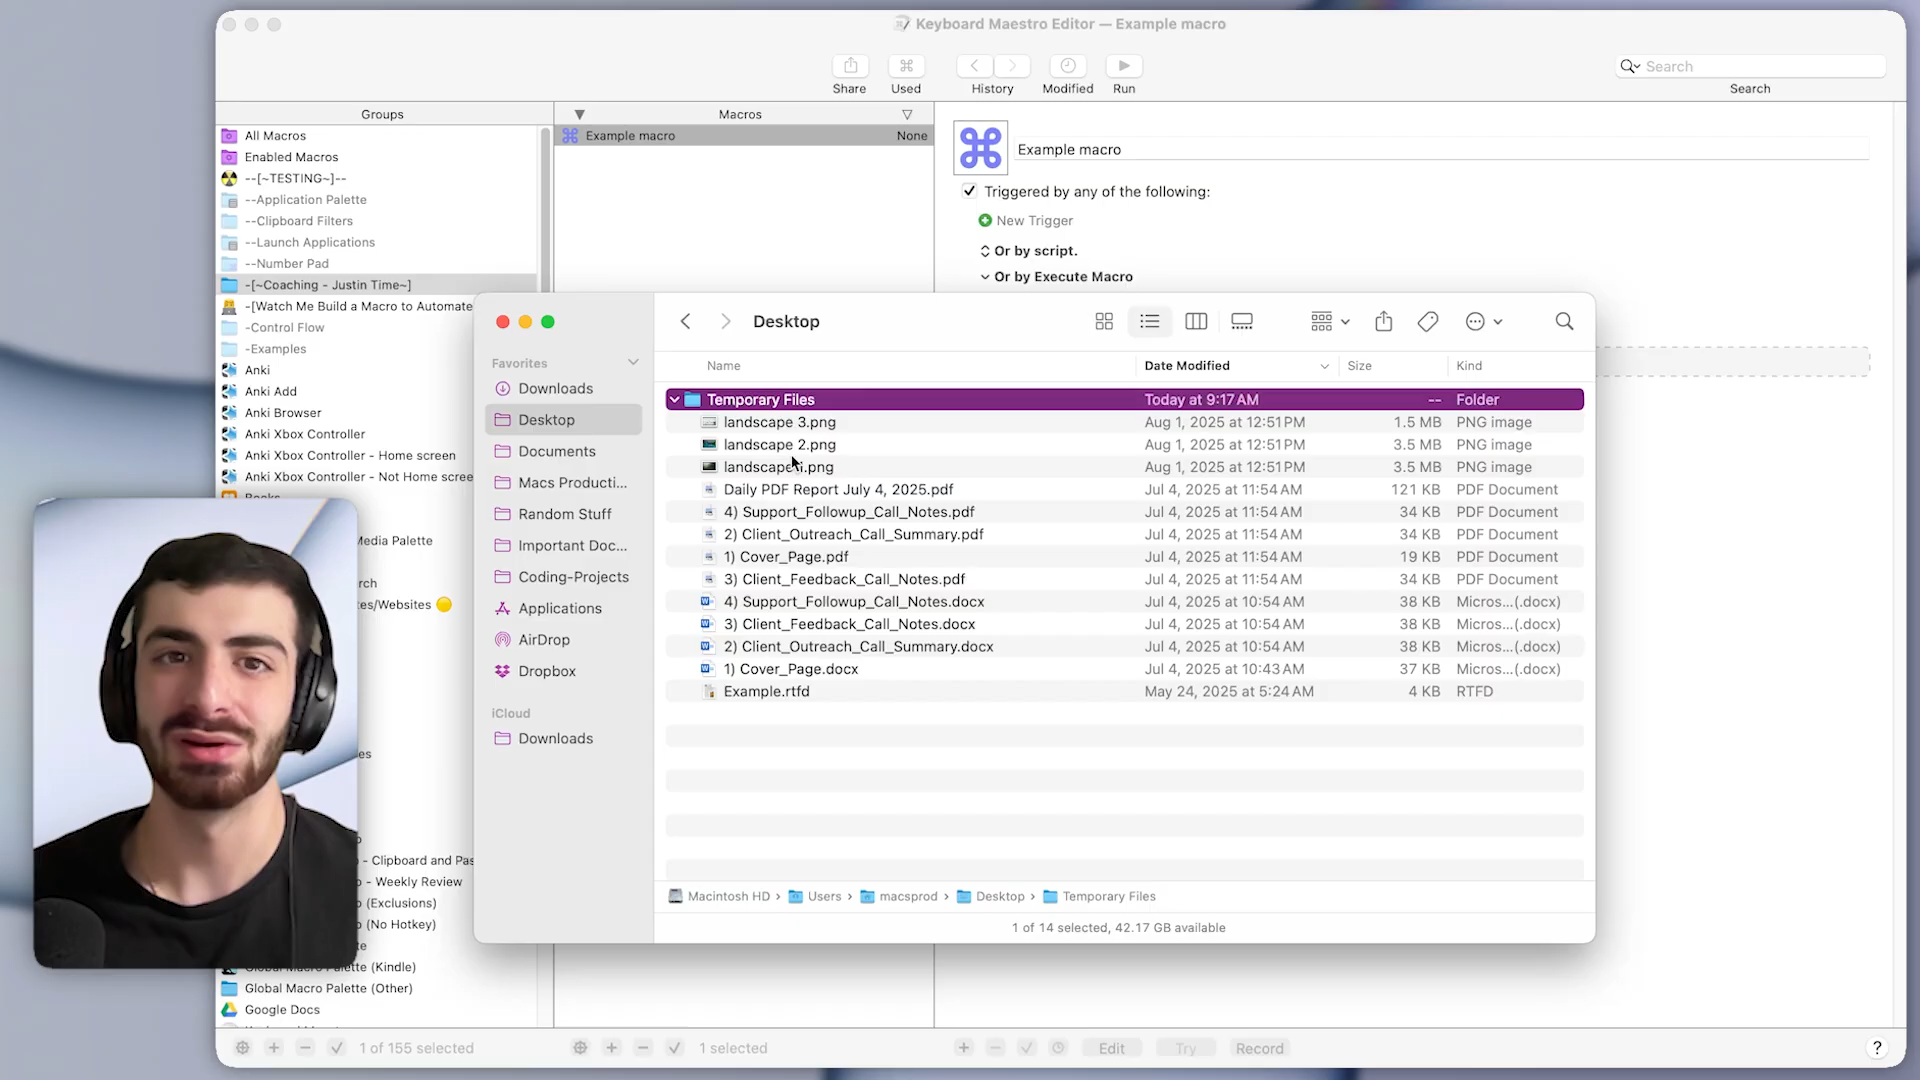 Keyboard Maestro Editor — Example macro
Share
Used
History
Modified
Run
Search
Search
Groups
All Macros
Enabled Macros
--[~TESTING~]--
--Application Palette
--Clipboard Filters
--Launch Applications
--Number Pad
-[~Coaching - Justin Time~]
-[Watch Me Build a Macro to Automate
-Control Flow
-Examples
Anki
Anki Add
Anki Browser
Anki Xbox Controller
Anki Xbox Controller - Home screen
Anki Xbox Controller - Not Home scree
Media Palette
rch
tes/Websites
es
- Clipboard and Pas
- Weekly Review
(Exclusions)
(No Hotkey)
te
Global Macro Palette (Kindle)
Global Macro Palette (Other)
Google Docs
1 of 155 selected
Macros
Example macro None
1 selected
Example macro
Triggered by any of the following:
New Trigger
Or by script.
Or by Execute Macro
Edit
Try
Record
?
Favorites
Downloads
Desktop
Documents
Macs Producti...
Random Stuff
Important Doc...
Coding-Projects
Applications
AirDrop
Dropbox
iCloud
Downloads
Desktop
Name Date Modified Size Kind
Temporary Files Today at 9:17 AM -- Folder
landscape 3.png Aug 1, 2025 at 12:51 PM 1.5 MB PNG image
landscape 2.png Aug 1, 2025 at 12:51 PM 3.5 MB PNG image
landscape 1.png Aug 1, 2025 at 12:51 PM 3.5 MB PNG image
Daily PDF Report July 4, 2025.pdf Jul 4, 2025 at 11:54 AM 121 KB PDF Document
4) Support_Followup_Call_Notes.pdf Jul 4, 2025 at 11:54 AM 34 KB PDF Document
2) Client_Outreach_Call_Summary.pdf Jul 4, 2025 at 11:54 AM 34 KB PDF Document
1) Cover_Page.pdf Jul 4, 2025 at 11:54 AM 19 KB PDF Document
3) Client_Feedback_Call_Notes.pdf Jul 4, 2025 at 11:54 AM 34 KB PDF Document
4) Support_Followup_Call_Notes.docx Jul 4, 2025 at 10:54 AM 38 KB Micros...(.docx)
3) Client_Feedback_Call_Notes.docx Jul 4, 2025 at 10:54 AM 38 KB Micros...(.docx)
2) Client_Outreach_Call_Summary.docx Jul 4, 2025 at 10:54 AM 38 KB Micros...(.docx)
1) Cover_Page.docx Jul 4, 2025 at 10:43 AM 37 KB Micros...(.docx)
Example.rtfd May 24, 2025 at 5:24 AM 4 KB RTFD
Macintosh HD › Users › macsprod › Desktop › Temporary Files
1 of 14 selected, 42.17 GB available